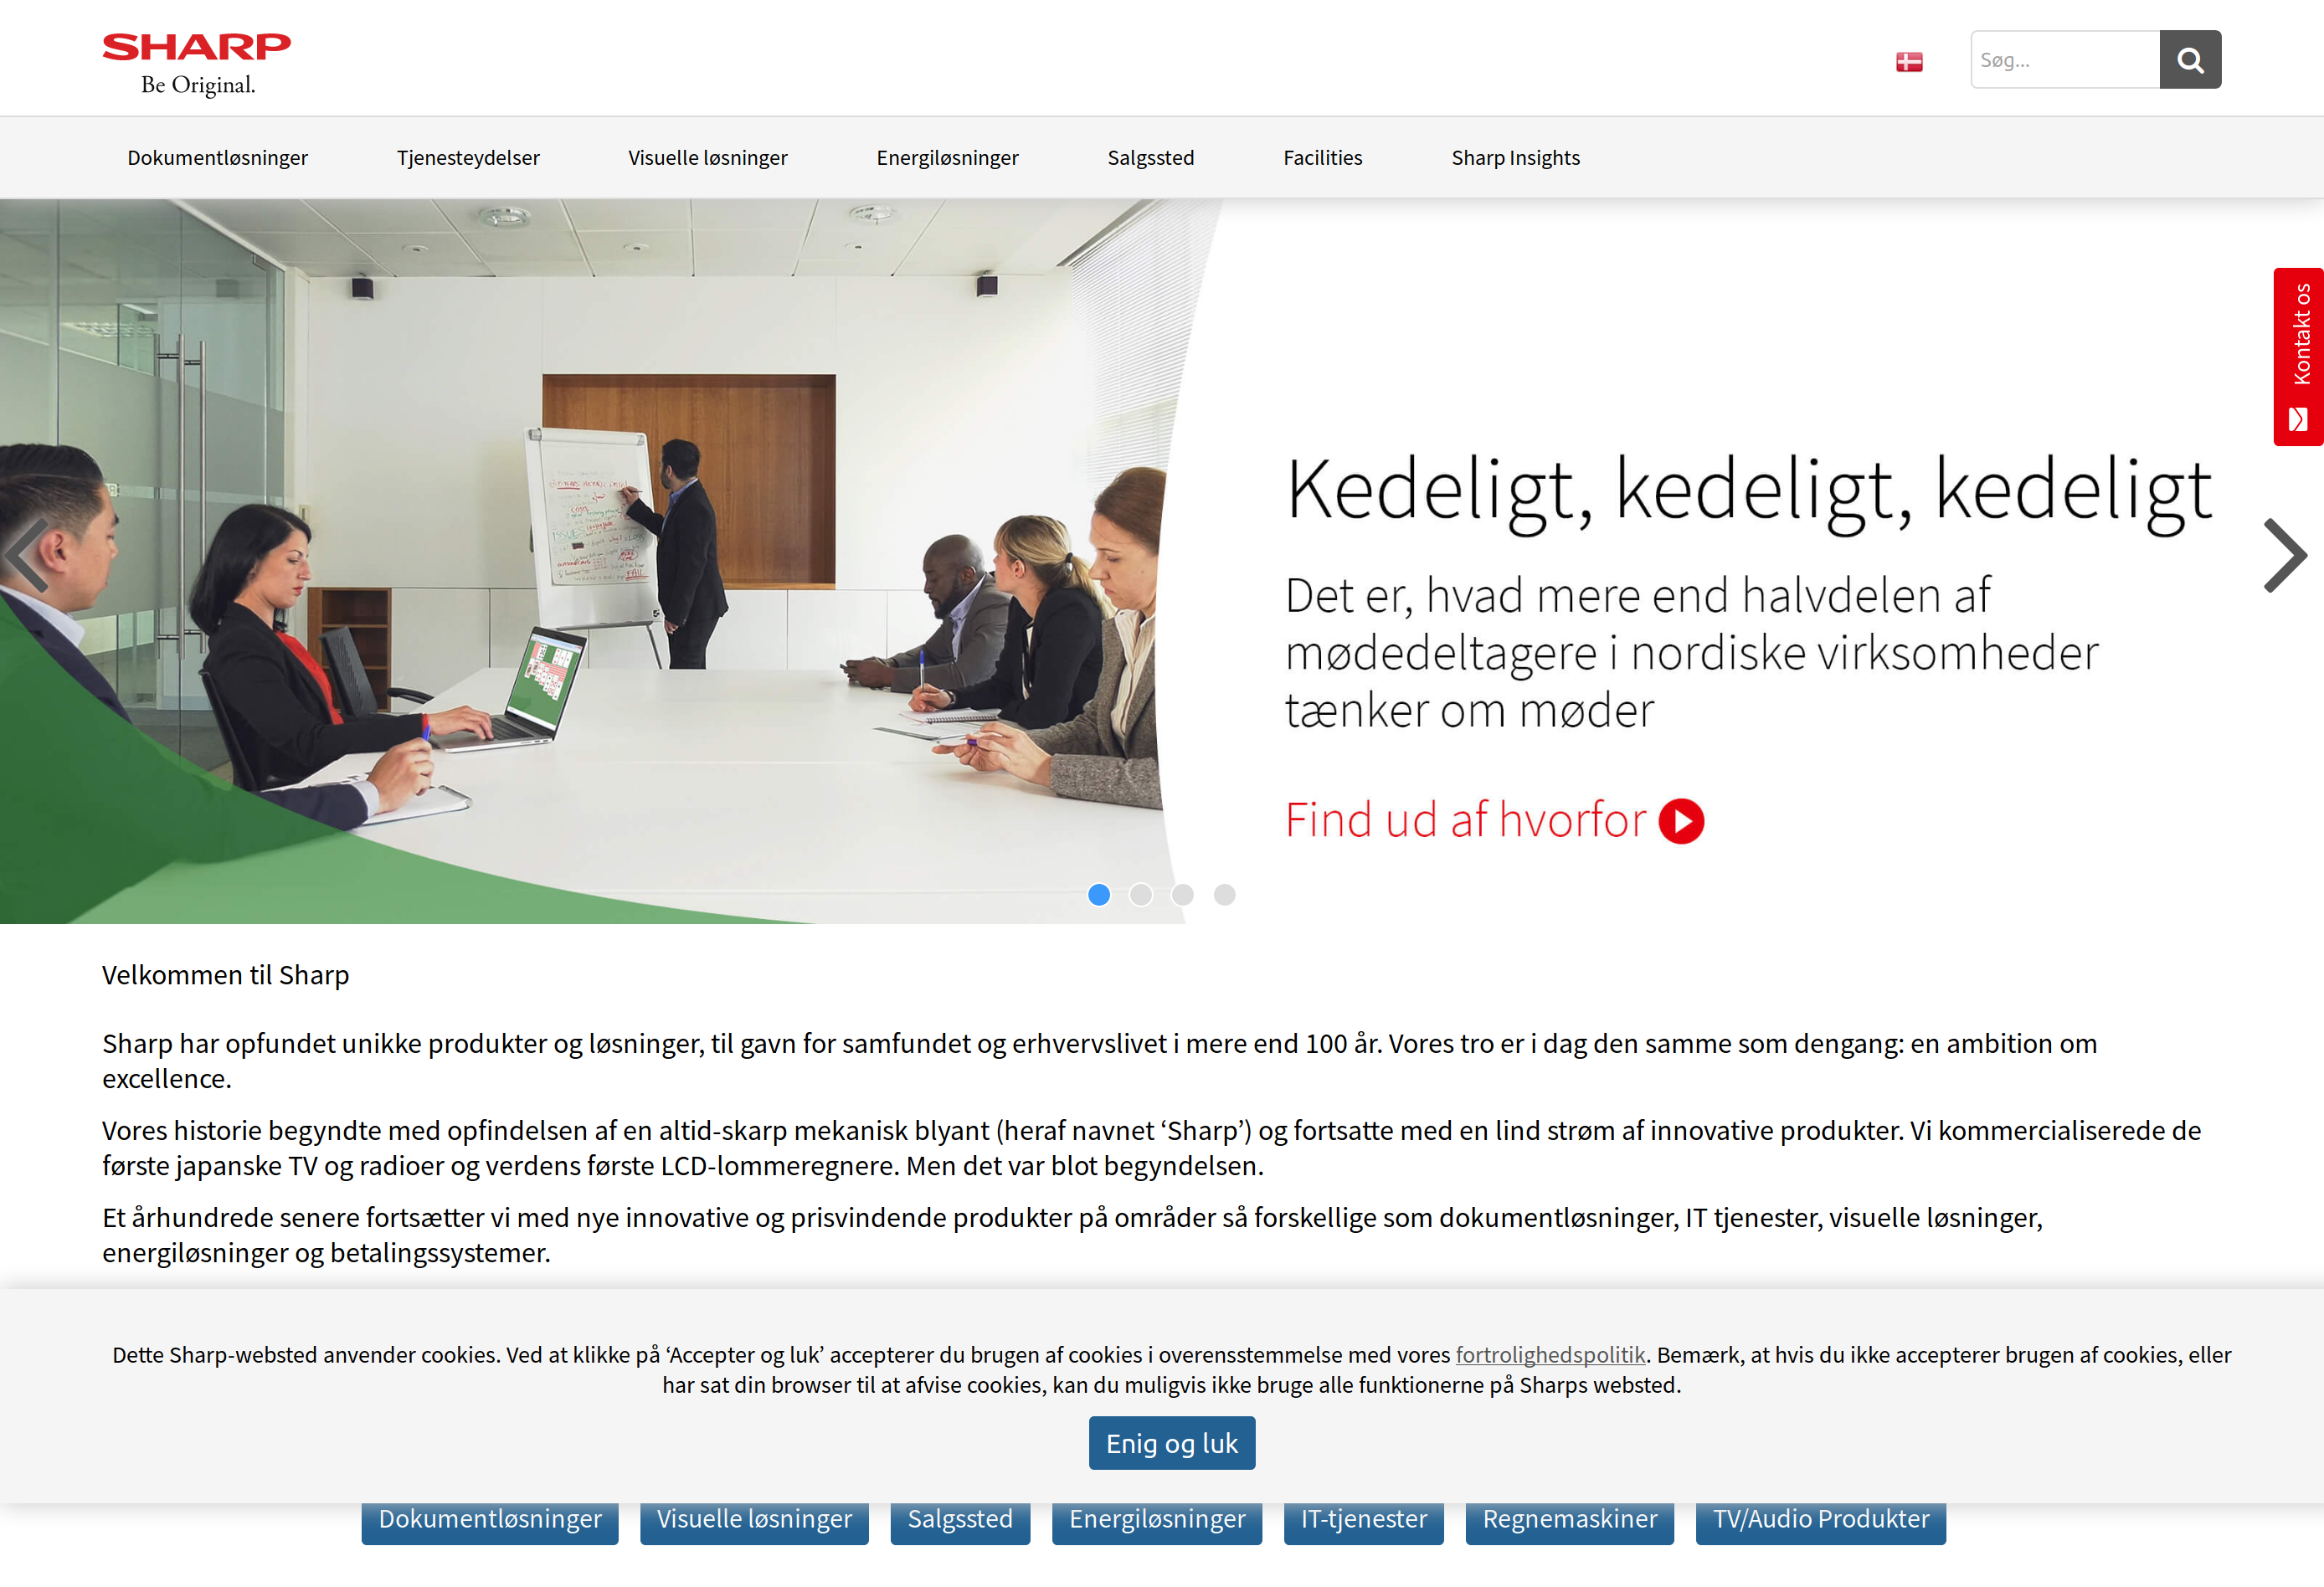 SHARP
Be Original.
Søg...
Dokumentløsninger
Tjenesteydelser
Visuelle løsninger
Energiløsninger
Salgssted
Facilities
Sharp Insights
Kontakt os
Kedeligt, kedeligt, kedeligt
Det er, hvad mere end halvdelen af
mødedeltagere i nordiske virksomheder
tænker om møder
Find ud af hvorfor
Velkommen til Sharp
Sharp har opfundet unikke produkter og løsninger, til gavn for samfundet og erhvervslivet i mere end 100 år. Vores tro er i dag den samme som dengang: en ambition om
excellence.
Vores historie begyndte med opfindelsen af en altid-skarp mekanisk blyant (heraf navnet ‘Sharp’) og fortsatte med en lind strøm af innovative produkter. Vi kommercialiserede de
første japanske TV og radioer og verdens første LCD-lommeregnere. Men det var blot begyndelsen.
Et århundrede senere fortsætter vi med nye innovative og prisvindende produkter på områder så forskellige som dokumentløsninger, IT tjenester, visuelle løsninger,
energiløsninger og betalingssystemer.
Dette Sharp-websted anvender cookies. Ved at klikke på ‘Accepter og luk’ accepterer du brugen af cookies i overensstemmelse med vores fortrolighedspolitik. Bemærk, at hvis du ikke accepterer brugen af cookies, eller
har sat din browser til at afvise cookies, kan du muligvis ikke bruge alle funktionerne på Sharps websted.
Enig og luk
Dokumentløsninger
Visuelle løsninger
Salgssted
Energiløsninger
IT-tjenester
Regnemaskiner
TV/Audio Produkter